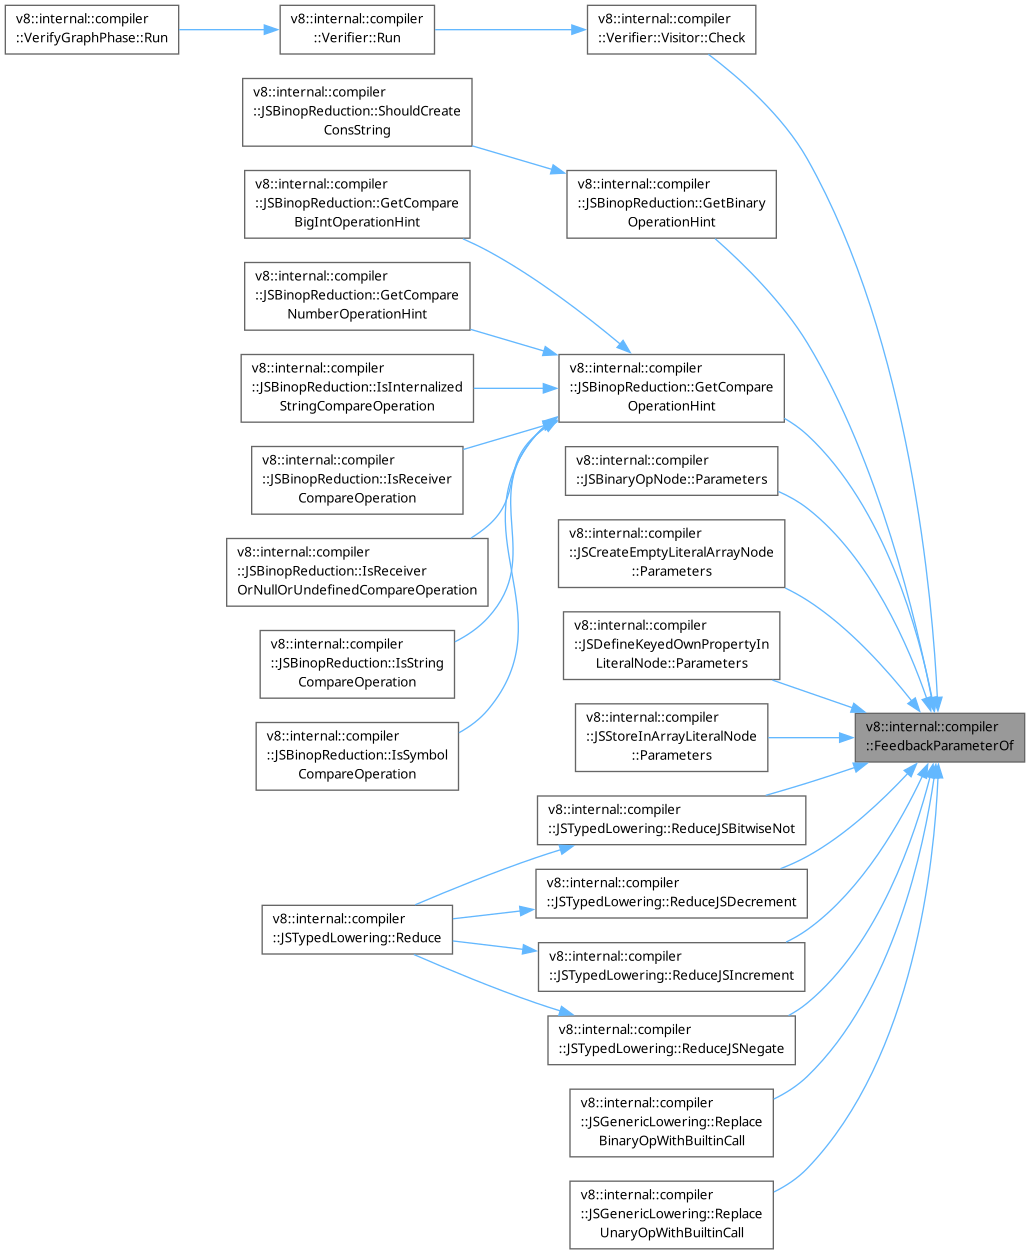 v8::internal::compiler
::VerifyGraphPhase::Run
v8::internal::compiler
::Verifier::Run
v8::internal::compiler
::Verifier::Visitor::Check
v8::internal::compiler
::JSBinopReduction::ShouldCreate
ConsString
v8::internal::compiler
::JSBinopReduction::GetBinary
OperationHint
v8::internal::compiler
::JSBinopReduction::GetCompare
BigIntOperationHint
v8::internal::compiler
::JSBinopReduction::GetCompare
NumberOperationHint
v8::internal::compiler
::JSBinopReduction::GetCompare
OperationHint
v8::internal::compiler
::JSBinopReduction::IsInternalized
StringCompareOperation
v8::internal::compiler
::JSBinopReduction::IsReceiver
CompareOperation
v8::internal::compiler
::JSBinaryOpNode::Parameters
v8::internal::compiler
::JSCreateEmptyLiteralArrayNode
::Parameters
v8::internal::compiler
::JSBinopReduction::IsReceiver
OrNullOrUndefinedCompareOperation
v8::internal::compiler
::JSDefineKeyedOwnPropertyIn
LiteralNode::Parameters
v8::internal::compiler
::JSBinopReduction::IsString
CompareOperation
v8::internal::compiler
::JSStoreInArrayLiteralNode
::Parameters
v8::internal::compiler
::FeedbackParameterOf
v8::internal::compiler
::JSBinopReduction::IsSymbol
CompareOperation
v8::internal::compiler
::JSTypedLowering::ReduceJSBitwiseNot
v8::internal::compiler
::JSTypedLowering::ReduceJSDecrement
v8::internal::compiler
::JSTypedLowering::Reduce
v8::internal::compiler
::JSTypedLowering::ReduceJSIncrement
v8::internal::compiler
::JSTypedLowering::ReduceJSNegate
v8::internal::compiler
::JSGenericLowering::Replace
BinaryOpWithBuiltinCall
v8::internal::compiler
::JSGenericLowering::Replace
UnaryOpWithBuiltinCall